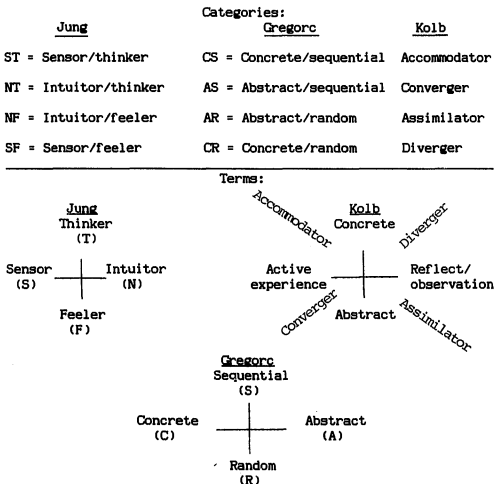 Categories:
Jung Gregorc Kolb
ST = Sensor/thinker CS = Concrete/sequential Accommodator
NT = Intuitor/thinker AS = Abstract/sequential Converger
NF = Intuitor/feeler AR = Abstract/random Assimilator
SF = Sensor/feeler CR = Concrete/random Diverger
Terms:
Jung
Thinker
(T)
Sensor
(S)
Intuitor
(N)
Feeler
(F)
Kolb
Concrete
Accommodator
Diverger
Active
experience
Reflect/
observation
Converger
Abstract
Assimilator
Gregorc
Sequential
(S)
Concrete
(C)
Abstract
(A)
Random
(R)